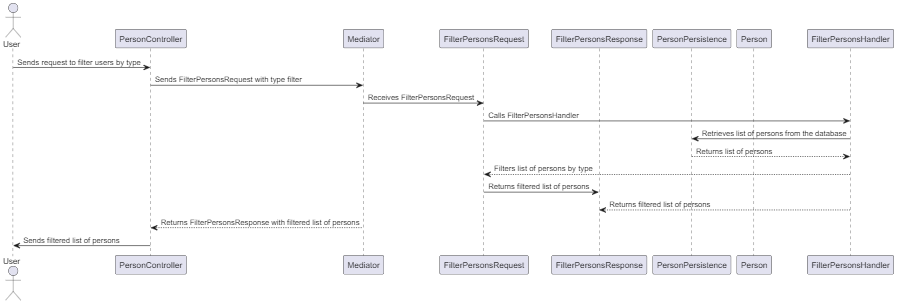 User
PersonController
Mediator
FilterPersonsRequest
FilterPersonsResponse
PersonPersistence
Person
FilterPersonsHandler
Sends request to filter users by type
Sends FilterPersonsRequest with type filter
Receives FilterPersonsRequest
Calls FilterPersonsHandler
Retrieves list of persons from the database
Returns list of persons
Filters list of persons by type
Returns filtered list of persons
Returns filtered list of persons
Returns FilterPersonsResponse with filtered list of persons
Sends filtered list of persons
User
PersonController
Mediator
FilterPersonsRequest
FilterPersonsResponse
PersonPersistence
Person
FilterPersonsHandler